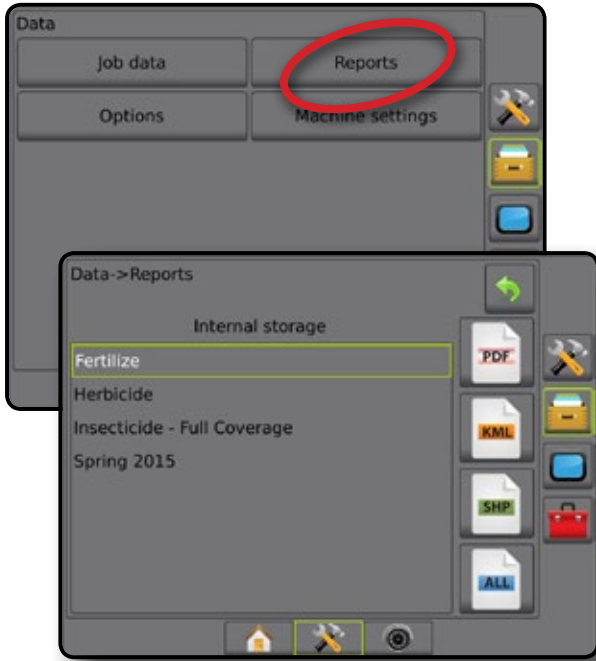 Data
Job data
Reports
Options
Machine settings
Data->Reports
Internal storage
Fertilize
Herbicide
Insecticide - Full Coverage
Spring 2015
PDF
KML
SHP
ALL